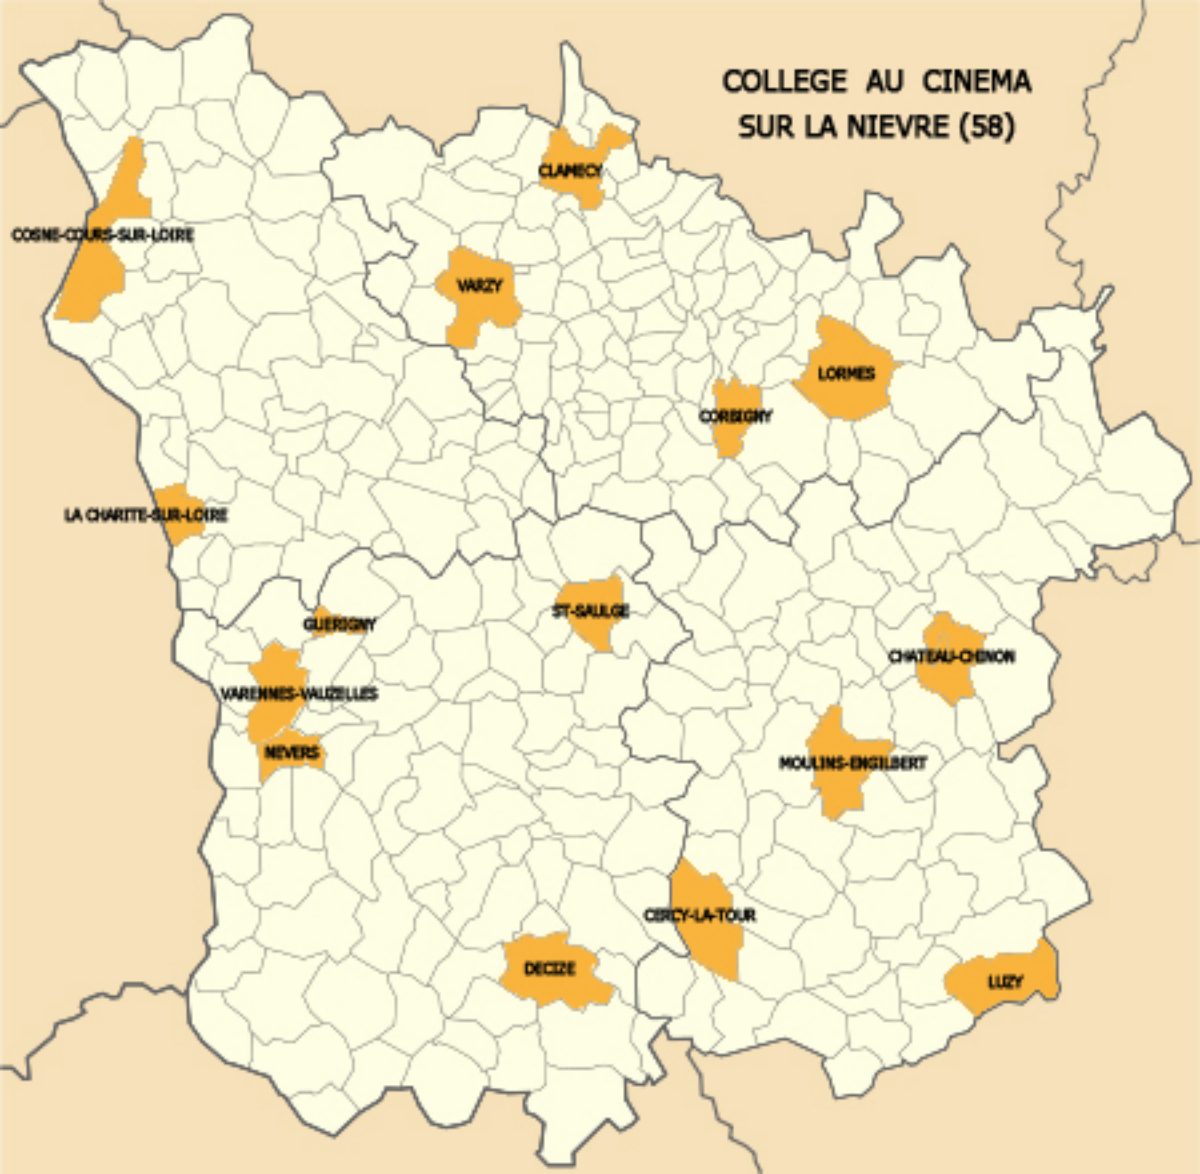 COLLEGE AU CINEMA
SUR LA NIEVRE (58)
CLAMECY
COSNE-COURS-SUR-LOIRE
VARZY
LORMES
CORBIGNY
LA CHARITE-SUR-LOIRE
ST-SAULGE
GUERIGNY
CHATEAU-CHINON
VARENNES-VAUZELLES
NEVERS
MOULINS-ENGILBERT
CERCY-LA-TOUR
DECIZE
LUZY